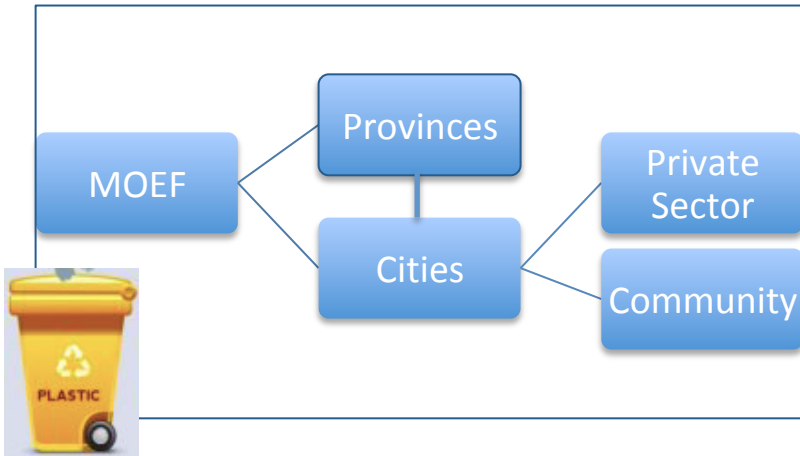 MOEF
Provinces
Cities
Private
Sector
Community
PLASTIC